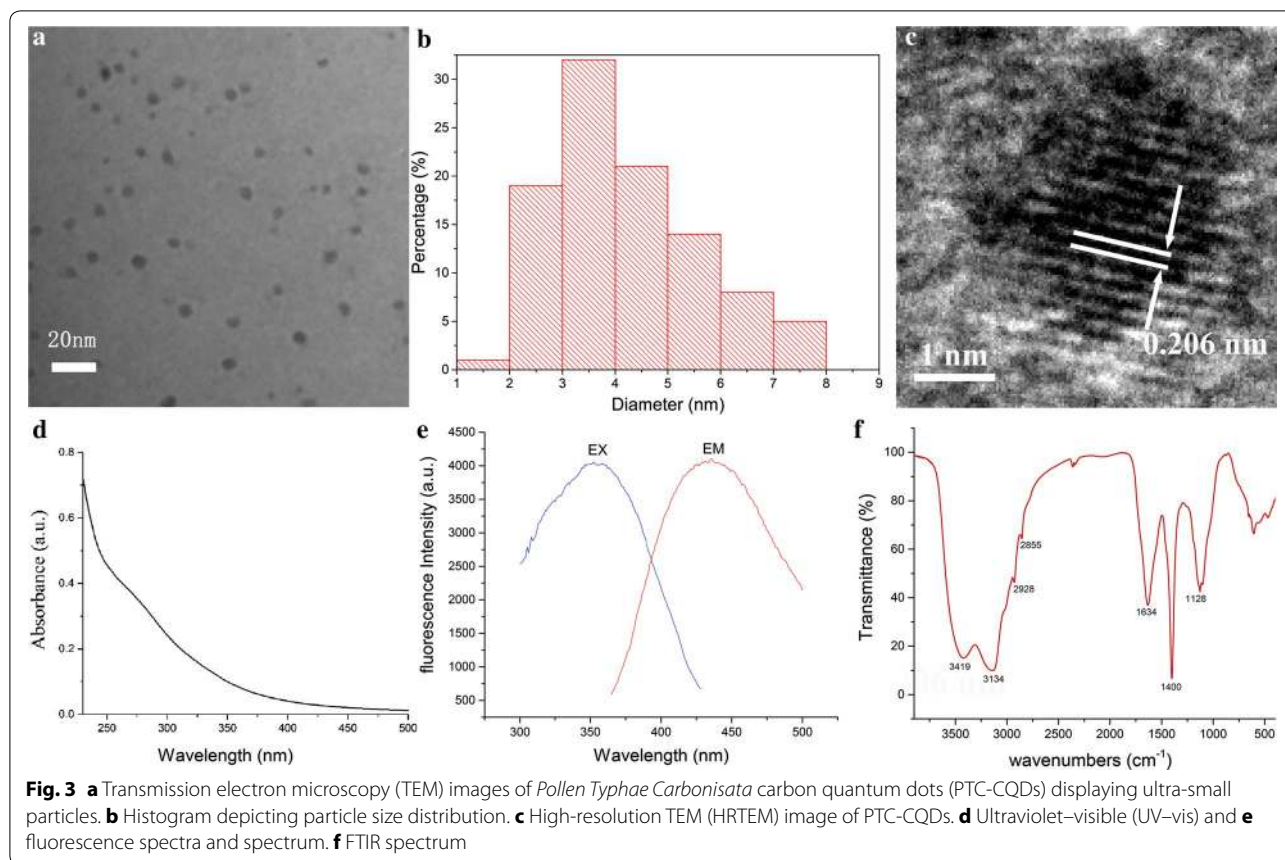 a
20nm
b
Percentage (%)
30
25
20
15
10
5
0
1 2 3 4 5 6 7 8 9
Diameter (nm)
c
0.206 nm
1 nm
d
Absorbance (a.u.)
0.8
0.6
0.4
0.2
0.0
250 300 350 400 450 500
Wavelength (nm)
e
fluorescence Intensity (a.u.)
4500
4000
3500
3000
2500
2000
1500
1000
500
EX EM
300 350 400 450 500
Wavelength (nm)
f
Transmittance (%)
100
80
60
40
20
0
2855
2928
1634
1128
3419
3134
1400
3500 3000 2500 2000 1500 1000 500
wavenumbers (cm⁻¹)
Fig. 3 a Transmission electron microscopy (TEM) images of Pollen Typhae Carbonisata carbon quantum dots (PTC-CQDs) displaying ultra-small
particles. b Histogram depicting particle size distribution. c High-resolution TEM (HRTEM) image of PTC-CQDs. d Ultraviolet–visible (UV–vis) and e
fluorescence spectra and spectrum. f FTIR spectrum